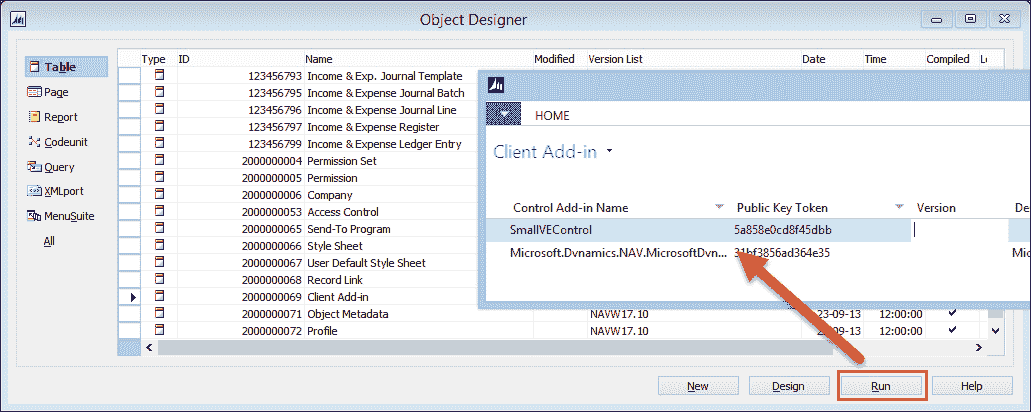 Object Designer
Table
Page
Report
Codeunit
Query
XMLport
MenuSuite
All
Type ID Name Modified Version List Date Time Compiled
123456793 Income & Exp. Journal Template
123456795 Income & Expense Journal Batch
123456796 Income & Expense Journal Line
123456797 Income & Expense Register
123456799 Income & Expense Ledger Entry
2000000004 Permission Set
2000000005 Permission
2000000006 Company
2000000053 Access Control
2000000065 Send-To Program
2000000066 Style Sheet
2000000067 User Default Style Sheet
2000000068 Record Link
2000000069 Client Add-in
2000000071 Object Metadata NAVW17.10 23-09-13 12:00:00
2000000072 Profile NAVW17.10 23-09-13 12:00:00
HOME
Client Add-in
Control Add-in Name Public Key Token Version De
SmallVEControl 5a858e0cd8f45dbb
Microsoft.Dynamics.NAV.MicrosoftDyn... 31bf3856ad364e35 Mic
New Design Run Help